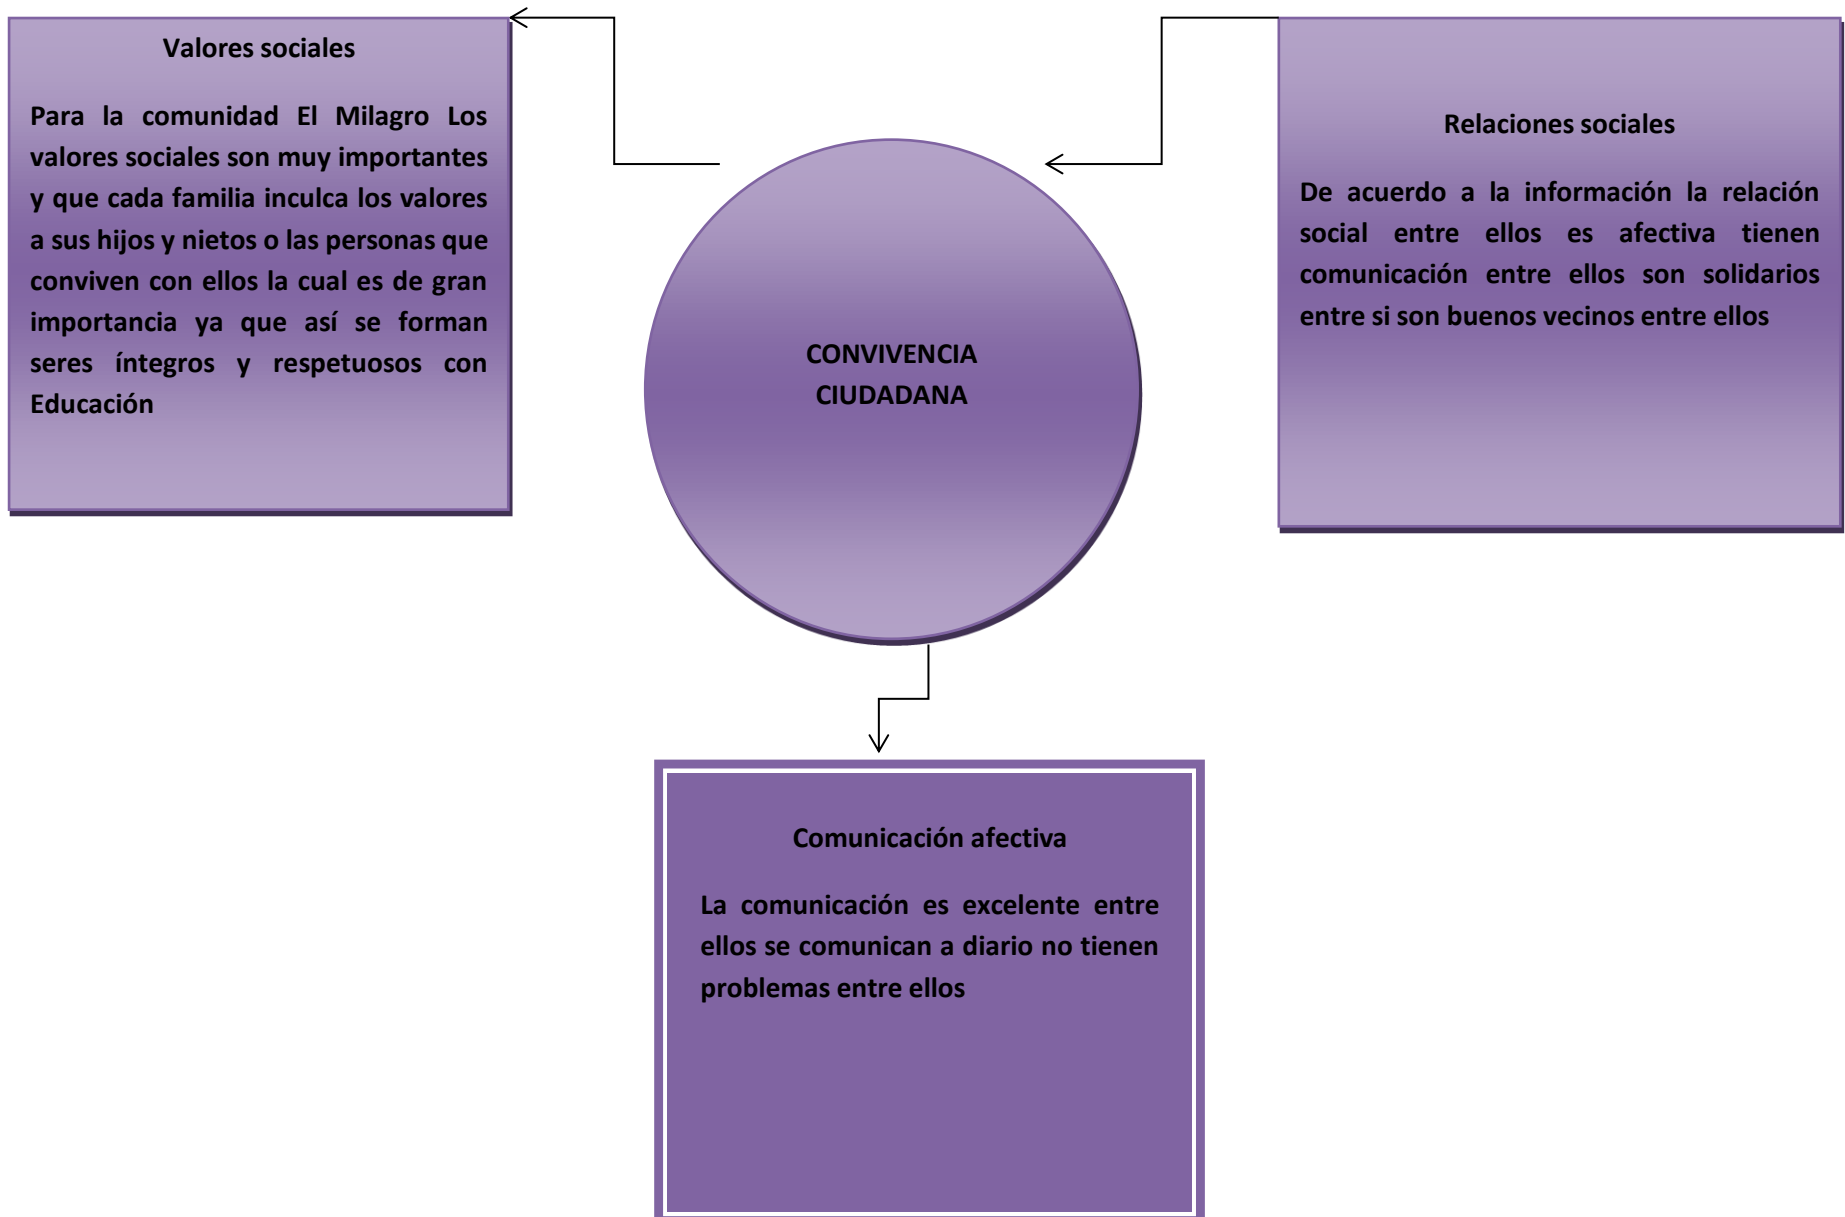 Valores sociales
Para la comunidad El Milagro Los
valores sociales son muy importantes
y que cada familia inculca los valores
a sus hijos y nietos o las personas que
conviven con ellos la cual es de gran
importancia ya que así se forman
seres íntegros y respetuosos con
Educación
CONVIVENCIA
CIUDADANA
Relaciones sociales
De acuerdo a la información la relación
social entre ellos es afectiva tienen
comunicación entre ellos son solidarios
entre si son buenos vecinos entre ellos
Comunicación afectiva
La comunicación es excelente entre
ellos se comunican a diario no tienen
problemas entre ellos